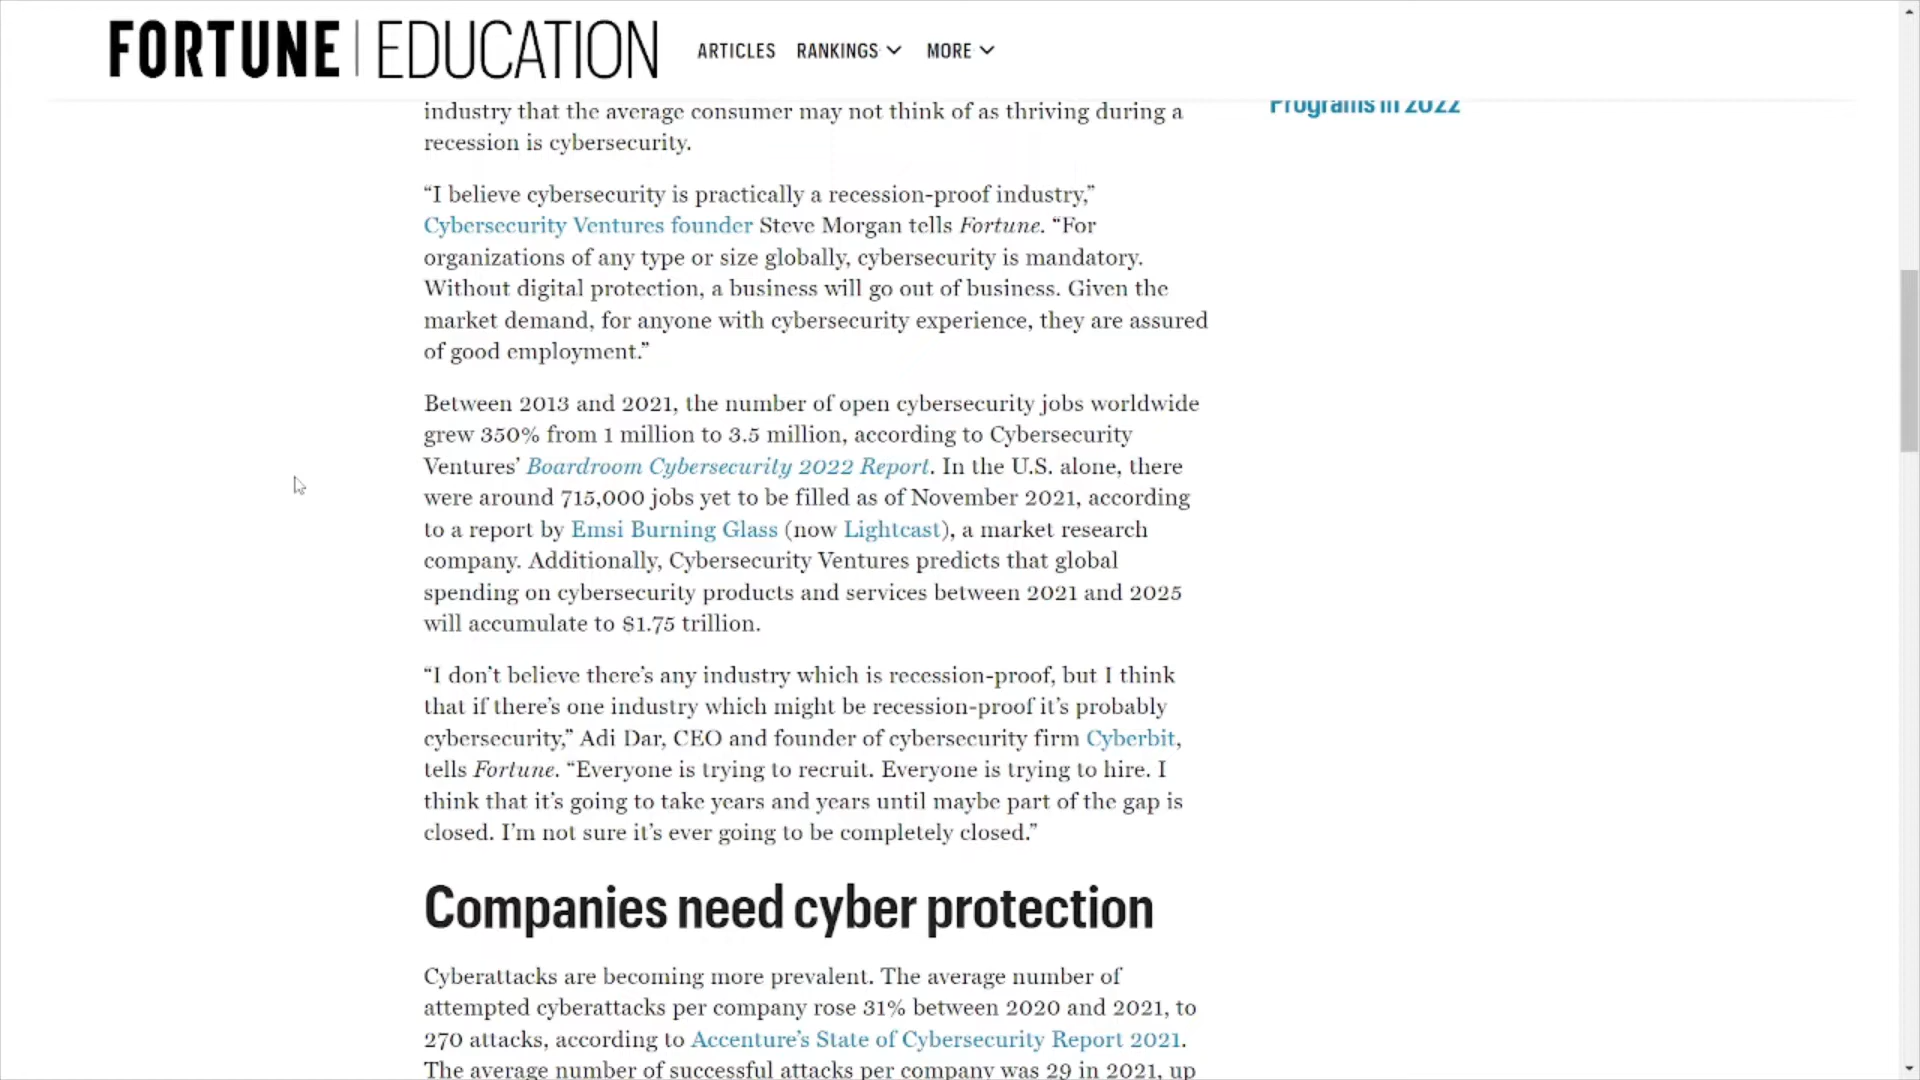 FORTUNE | EDUCATION
ARTICLES RANKINGS MORE
industry that the average consumer may not think of as thriving during a
recession is cybersecurity.
“I believe cybersecurity is practically a recession-proof industry,”
Cybersecurity Ventures founder Steve Morgan tells Fortune. “For
organizations of any type or size globally, cybersecurity is mandatory.
Without digital protection, a business will go out of business. Given the
market demand, for anyone with cybersecurity experience, they are assured
of good employment.”
Between 2013 and 2021, the number of open cybersecurity jobs worldwide
grew 350% from 1 million to 3.5 million, according to Cybersecurity
Ventures’ Boardroom Cybersecurity 2022 Report. In the U.S. alone, there
were around 715,000 jobs yet to be filled as of November 2021, according
to a report by Emsi Burning Glass (now Lightcast), a market research
company. Additionally, Cybersecurity Ventures predicts that global
spending on cybersecurity products and services between 2021 and 2025
will accumulate to $1.75 trillion.
“I don’t believe there’s any industry which is recession-proof, but I think
that if there’s one industry which might be recession-proof it’s probably
cybersecurity,” Adi Dar, CEO and founder of cybersecurity firm Cyberbit,
tells Fortune. “Everyone is trying to recruit. Everyone is trying to hire. I
think that it’s going to take years and years until maybe part of the gap is
closed. I’m not sure it’s ever going to be completely closed.”
Companies need cyber protection
Cyberattacks are becoming more prevalent. The average number of
attempted cyberattacks per company rose 31% between 2020 and 2021, to
270 attacks, according to Accenture’s State of Cybersecurity Report 2021.
The average number of successful attacks per company was 29 in 2021, up
Programs in 2022